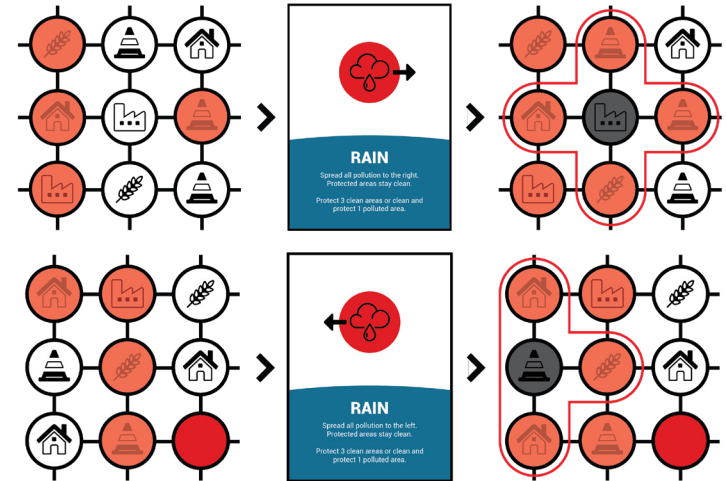 RAIN
Spread all pollution to the right.
Protected areas stay clean.
Protect 3 clean areas or clean and
protect 1 polluted area.
RAIN
Spread all pollution to the left.
Protected areas stay clean.
Protect 3 clean areas or clean and
protect 1 polluted area.